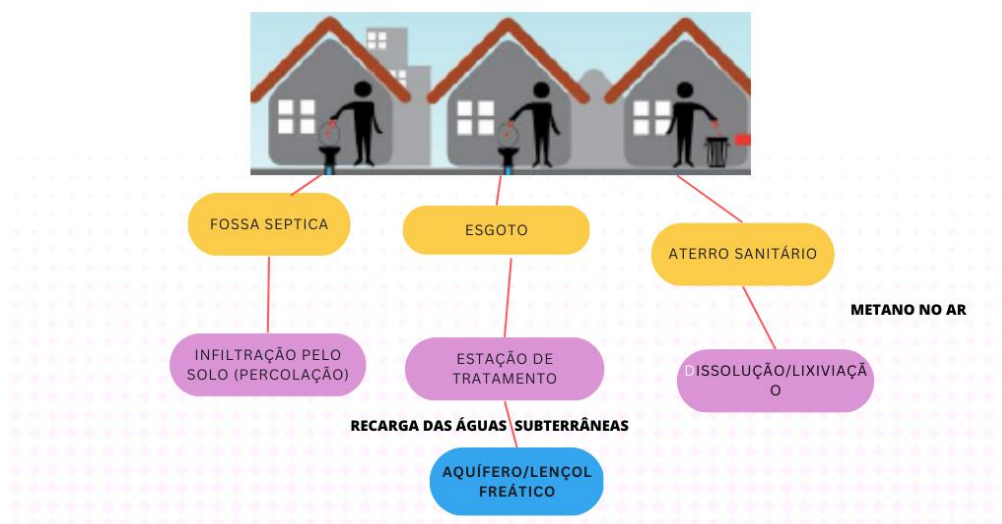 FOSSA SEPTICA
ESGOTO
ATERRO SANITÁRIO
METANO NO AR
INFILTRAÇÃO PELO
SOLO (PERCOLAÇÃO)
ESTAÇÃO DE
TRATAMENTO
DISSOLUÇÃO/LIXIVIAÇÃ
O
RECARGA DAS ÁGUAS SUBTERRÂNEAS
AQUÍFERO/LENÇOL
FREÁTICO